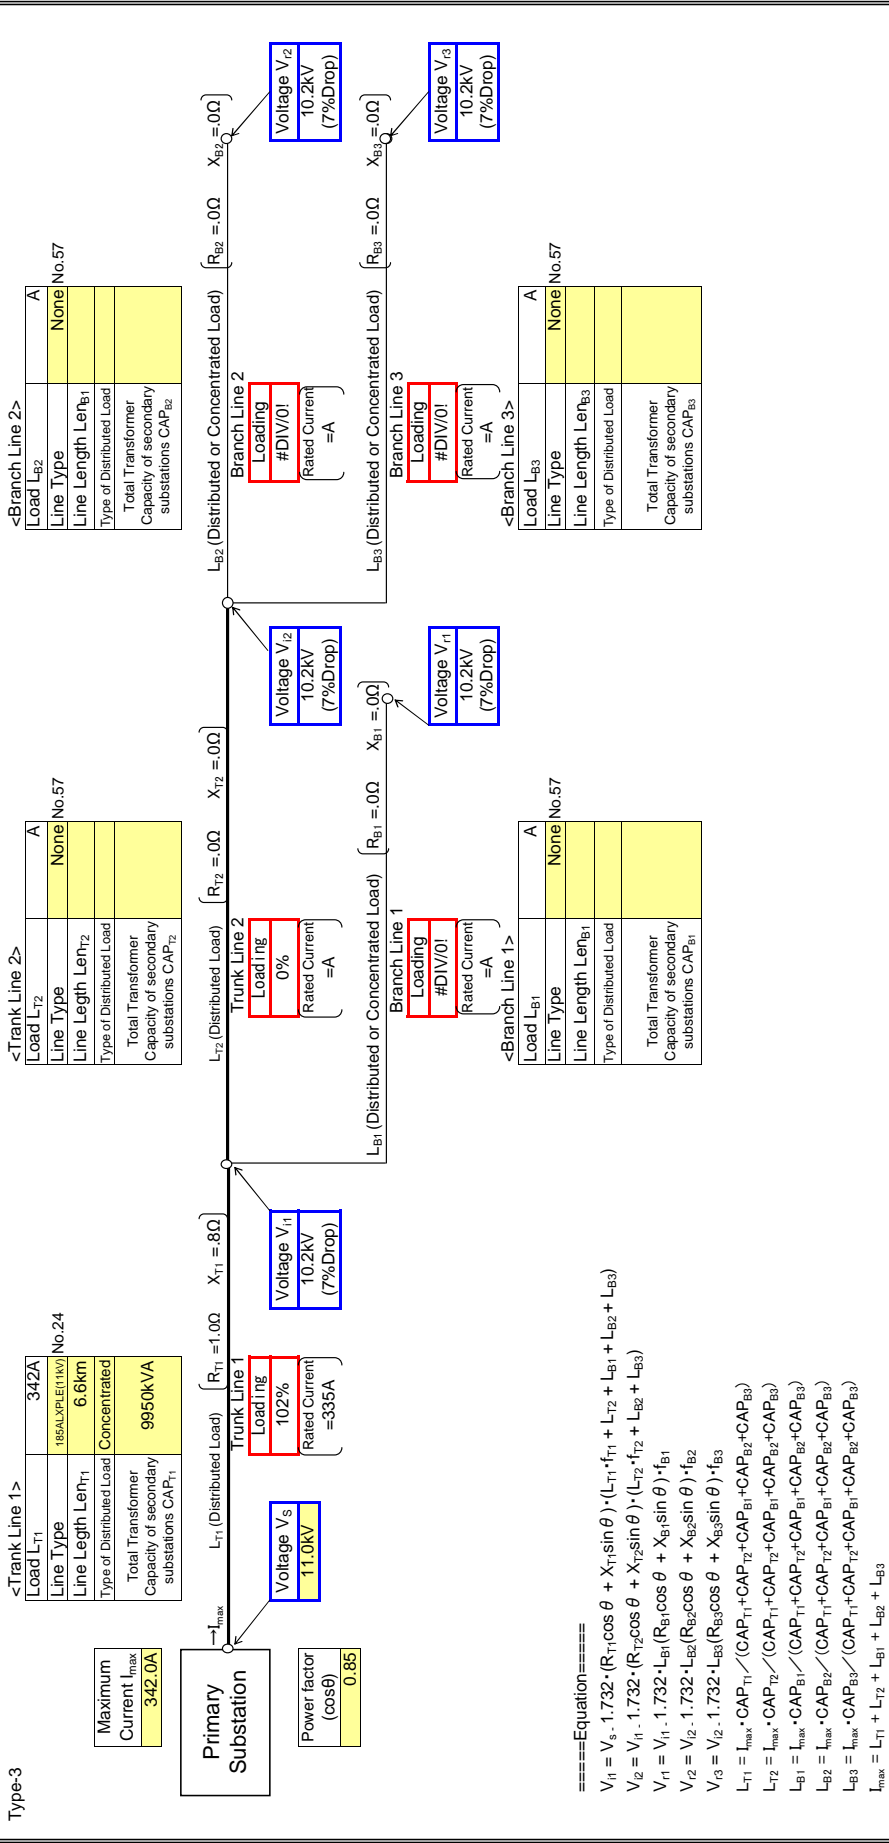 Type-3
<Trank Line 1>
Load LT1 342A
Line Type 185ALXPLE(11kV) No.24
Line Legth LenT1 6.6km
Type of Distributed Load Concentrated
Total Transformer
Capacity of secondary
substations CAPT1
9950kVA
<Trank Line 2>
Load LT2 A
Line Type None No.57
Line Legth LenT2
Type of Distributed Load
Total Transformer
Capacity of secondary
substations CAPT2
<Branch Line 2>
Load LB2 A
Line Type None No.57
Line Length LenB1
Type of Distributed Load
Total Transformer
Capacity of secondary
substations CAPB2
Maximum
Current Imax
342.0A
Primary
Substation
→Imax
Power factor
(cosθ)
0.85
Voltage VS
11.0kV
LT1 (Distributed Load)
RT1 =1.0Ω XT1 =.8Ω
Trunk Line 1
Loading
102%
Rated Current
=335A
Voltage Vi1
10.2kV
(7%Drop)
LT2 (Distributed Load)
RT2 =.0Ω XT2 =.0Ω
Trunk Line 2
Loading
0%
Rated Current
=A
Voltage Vi2
10.2kV
(7%Drop)
LB2 (Distributed or Concentrated Load)
RB2 =.0Ω XB2 =.0Ω
Branch Line 2
Loading
#DIV/0!
Rated Current
=A
Voltage Vr2
10.2kV
(7%Drop)
LB1 (Distributed or Concentrated Load)
RB1 =.0Ω XB1 =.0Ω
Branch Line 1
Loading
#DIV/0!
Rated Current
=A
Voltage Vr1
10.2kV
(7%Drop)
LB3 (Distributed or Concentrated Load)
RB3 =.0Ω XB3 =.0Ω
Branch Line 3
Loading
#DIV/0!
Rated Current
=A
Voltage Vr3
10.2kV
(7%Drop)
<Branch Line 1>
Load LB1 A
Line Type None No.57
Line Length LenB1
Type of Distributed Load
Total Transformer
Capacity of secondary
substations CAPB1
<Branch Line 3>
Load LB3 A
Line Type None No.57
Line Length LenB3
Type of Distributed Load
Total Transformer
Capacity of secondary
substations CAPB3
=====Equation=====
Vi1 = Vs - 1.732・(RT1cosθ + XT1sinθ)・(LT1・fT1 + LT2 + LB1 + LB2 + LB3)
Vi2 = Vi1 - 1.732・(RT2cosθ + XT2sinθ)・(LT2・fT2 + LB2 + LB3)
Vr1 = Vi1 - 1.732・LB1(RB1cosθ + XB1sinθ)・fB1
Vr2 = Vi2 - 1.732・LB2(RB2cosθ + XB2sinθ)・fB2
Vr3 = Vi2 - 1.732・LB3(RB3cosθ + XB3sinθ)・fB3
LT1 = Imax・CAPT1／(CAPT1+CAPT2+CAPB1+CAPB2+CAPB3)
LT2 = Imax・CAPT2／(CAPT1+CAPT2+CAPB1+CAPB2+CAPB3)
LB1 = Imax・CAPB1／(CAPT1+CAPT2+CAPB1+CAPB2+CAPB3)
LB2 = Imax・CAPB2／(CAPT1+CAPT2+CAPB1+CAPB2+CAPB3)
LB3 = Imax・CAPB3／(CAPT1+CAPT2+CAPB1+CAPB2+CAPB3)
Imax = LT1 + LT2 + LB1 + LB2 + LB3